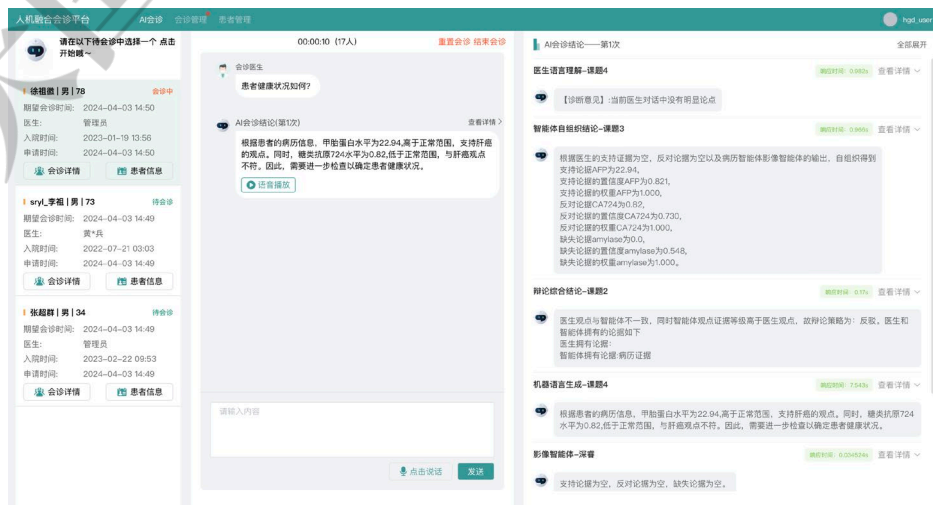 人机融合会诊平台
AI会诊
会诊管理
患者管理
hgd_user
请在以下待会诊中选择一个 点击
开始哦~
徐祖徽 | 男 | 78
会诊中
期望会诊时间: 2024-04-03 14:50
医生: 管理员
入院时间: 2023-01-19 13:56
申请时间: 2024-04-03 14:50
会诊详情
患者信息
sryl_李祖 | 男 | 73
待会诊
期望会诊时间: 2024-04-03 14:49
医生: 黄*兵
入院时间: 2022-07-21 03:03
申请时间: 2024-04-03 14:49
会诊详情
患者信息
张超群 | 男 | 34
待会诊
期望会诊时间: 2024-04-03 14:49
医生: 管理员
入院时间: 2023-02-22 09:53
申请时间: 2024-04-03 14:49
会诊详情
患者信息
00:00:10 (17人)
重置会诊 结束会诊
会诊医生
患者健康状况如何?
AI会诊结论(第1次)
查看详情
根据患者的病历信息，甲胎蛋白水平为22.94,高于正常范围，支持肝癌
的观点。同时，糖类抗原724水平为0.82,低于正常范围，与肝癌观点
不符。因此，需要进一步检查以确定患者健康状况。
语音播放
请输入内容
点击说话
发送
AI会诊结论——第1次
全部展开
医生语言理解-课题4
响应时间: 0.982s
查看详情
【诊断意见】:当前医生对话中没有明显论点
智能体自组织结论-课题3
响应时间: 0.966s
查看详情
根据医生的支持证据为空，反对论据为空以及病历智能体影像智能体的输出，自组织得到
支持论据AFP为22.94,
支持论据的置信度AFP为0.821,
支持论据的权重AFP为1.000,
反对论据CA724为0.82,
反对论据的置信度CA724为0.730,
反对论据的权重CA724为1.000,
缺失论据amylase为0.0,
缺失论据的置信度amylase为0.548,
缺失论据的权重amylase为1.000。
辩论综合结论-课题2
响应时间: 0.17s
查看详情
医生观点与智能体不一致，同时智能体观点证据等级高于医生观点，故辩论策略为：反驳。医生和
智能体拥有的论据如下
医生拥有论据:
智能体拥有论据:病历证据
机器语言生成-课题4
响应时间: 7.543s
查看详情
根据患者的病历信息，甲胎蛋白水平为22.94,高于正常范围，支持肝癌的观点。同时，糖类抗原724
水平为0.82,低于正常范围，与肝癌观点不符。因此，需要进一步检查以确定患者健康状况。
影像智能体-深睿
响应时间: 0.034524s
查看详情
支持论据为空，反对论据为空，缺失论据为空。